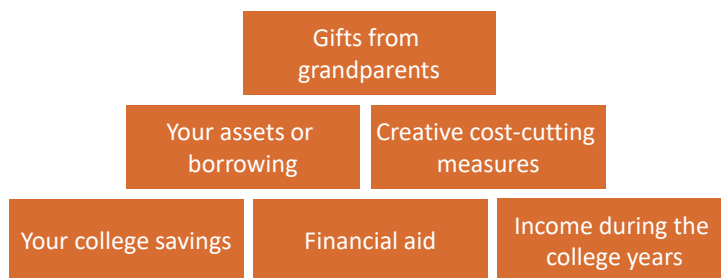 Gifts from
grandparents
Your assets or
borrowing
Creative cost-cutting
measures
Your college savings
Financial aid
Income during the
college years